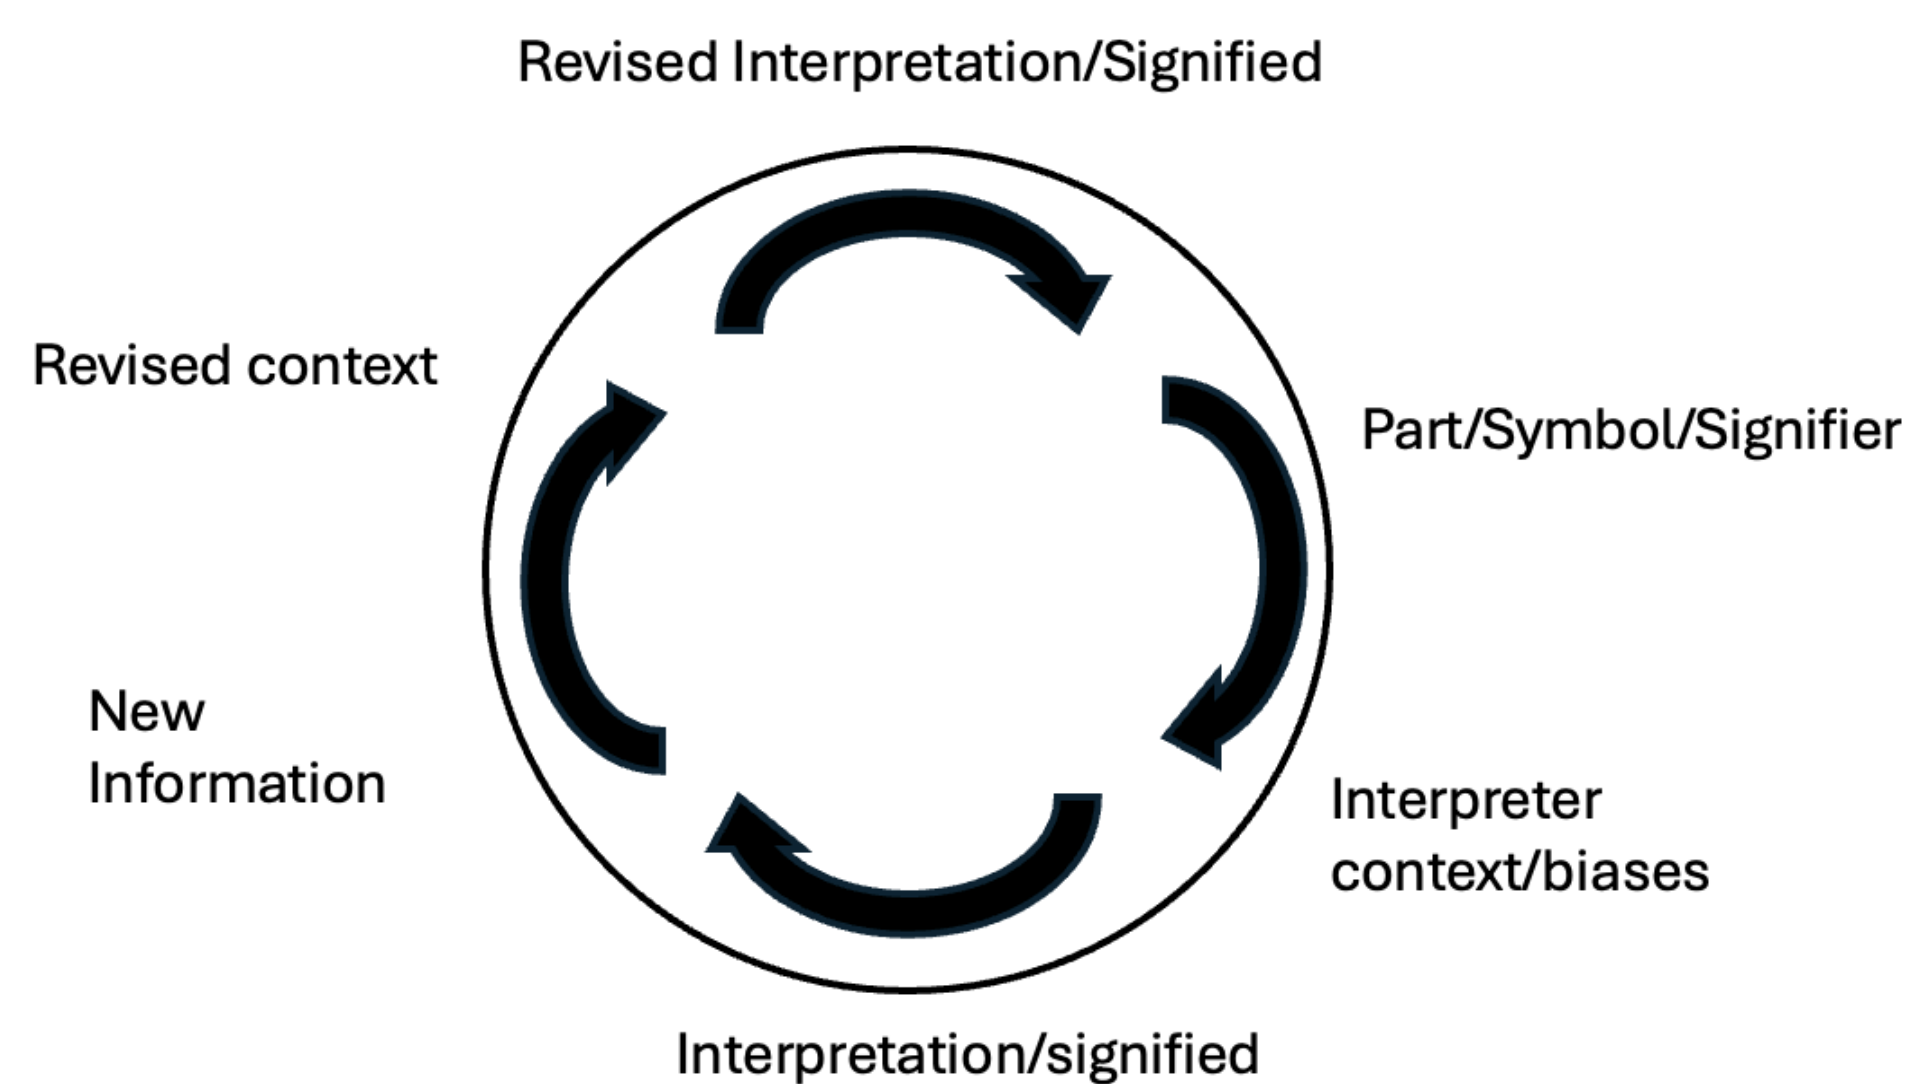 Revised Interpretation/Signified
Revised context
Part/Symbol/Signifier
New
Information
Interpreter
context/biases
Interpretation/signified